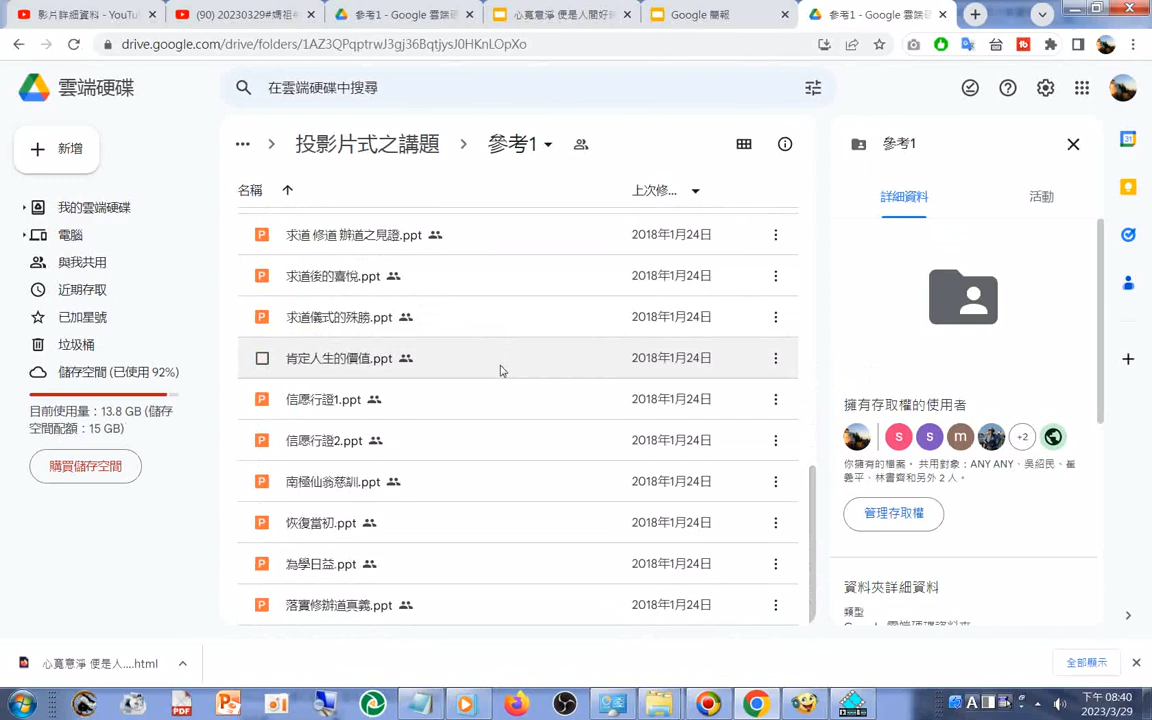 影片詳細資料 - YouTu
(90) 20230329#媽祖
參考1 - Google 雲端硬
心寬意淨 便是人間好
Google 簡報
參考1 - Google 雲端硬
drive.google.com/drive/folders/1AZ3QPqptrwJ3gj36BqtjysJ0HKnLOpXo
雲端硬碟
在雲端硬碟中搜尋
新增
投影片式之講題
參考1
參考1
名稱
上次修...
詳細資料
活動
我的雲端硬碟
電腦
與我共用
近期存取
已加星號
垃圾桶
儲存空間 (已使用 92%)
目前使用量：13.8 GB (儲存
空間配額：15 GB)
購買儲存空間
求道 修道 辦道之見證.ppt
2018年1月24日
求道後的喜悅.ppt
2018年1月24日
求道儀式的殊勝.ppt
2018年1月24日
肯定人生的價值.ppt
2018年1月24日
信愿行證1.ppt
2018年1月24日
信愿行證2.ppt
2018年1月24日
南極仙翁慈訓.ppt
2018年1月24日
恢復當初.ppt
2018年1月24日
為學日益.ppt
2018年1月24日
落實修辦道真義.ppt
2018年1月24日
擁有存取權的使用者
S
s
m
+2
你擁有的檔案。 共用對象：ANY ANY、吳紹民、崔
義平、林書齊和另外 2 人。
管理存取權
資料夾詳細資料
類型
心寬意淨 便是人....html
全部顯示
下午 08:40
2023/3/29